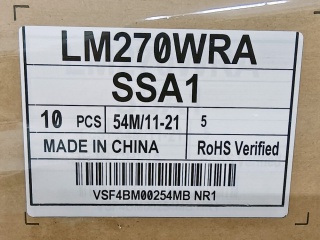 LM270WRA
SSA1
10 PCS 54M/11-21 5
MADE IN CHINA RoHS Verified
VSF4BM00254MB NR1